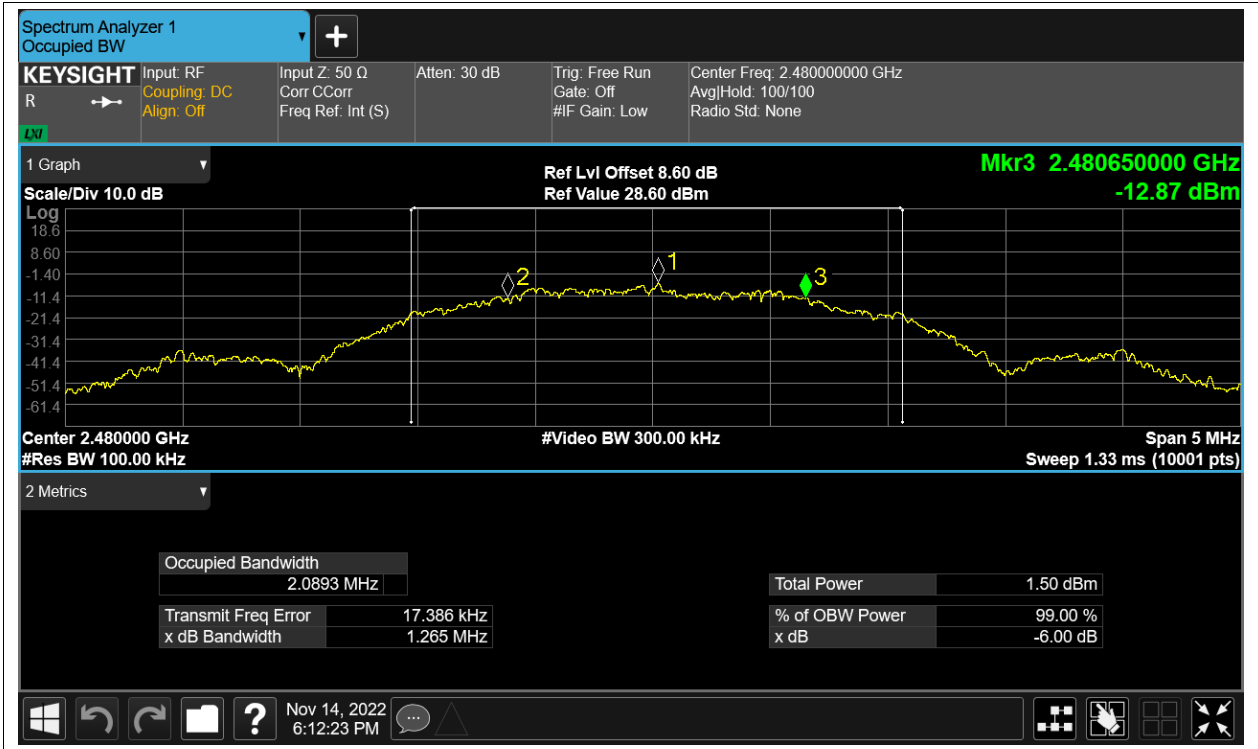 Spectrum Analyzer 1
Occupied BW
KEYSIGHT
R
LXI
Input: RF
Coupling: DC
Align: Off
Input Z: 50 Ω
Corr CCorr
Freq Ref: Int (S)
Atten: 30 dB
Trig: Free Run
Gate: Off
#IF Gain: Low
Center Freq: 2.480000000 GHz
Avg|Hold: 100/100
Radio Std: None
1 Graph
Scale/Div 10.0 dB
Ref Lvl Offset 8.60 dB
Ref Value 28.60 dBm
Mkr3 2.480650000 GHz
-12.87 dBm
Log
18.6
8.60
-1.40
-11.4
-21.4
-31.4
-41.4
-51.4
-61.4
2
1
3
Center 2.480000 GHz
#Res BW 100.00 kHz
#Video BW 300.00 kHz
Span 5 MHz
Sweep 1.33 ms (10001 pts)
2 Metrics
Occupied Bandwidth
2.0893 MHz
Transmit Freq Error 17.386 kHz
x dB Bandwidth 1.265 MHz
Total Power 1.50 dBm
% of OBW Power 99.00 %
x dB -6.00 dB
?
Nov 14, 2022
6:12:23 PM